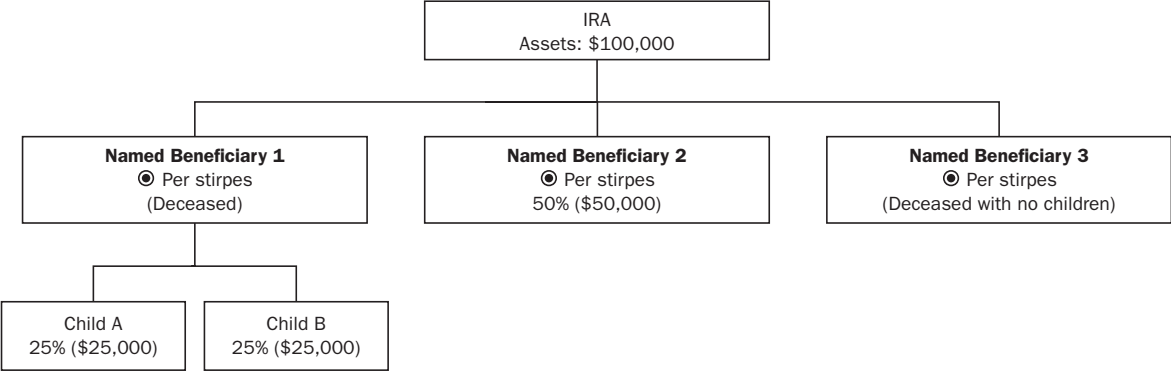 IRA
Assets: $100,000
Named Beneficiary 1
Per stirpes
(Deceased)
Named Beneficiary 2
Per stirpes
50% ($50,000)
Named Beneficiary 3
Per stirpes
(Deceased with no children)
Child A
25% ($25,000)
Child B
25% ($25,000)